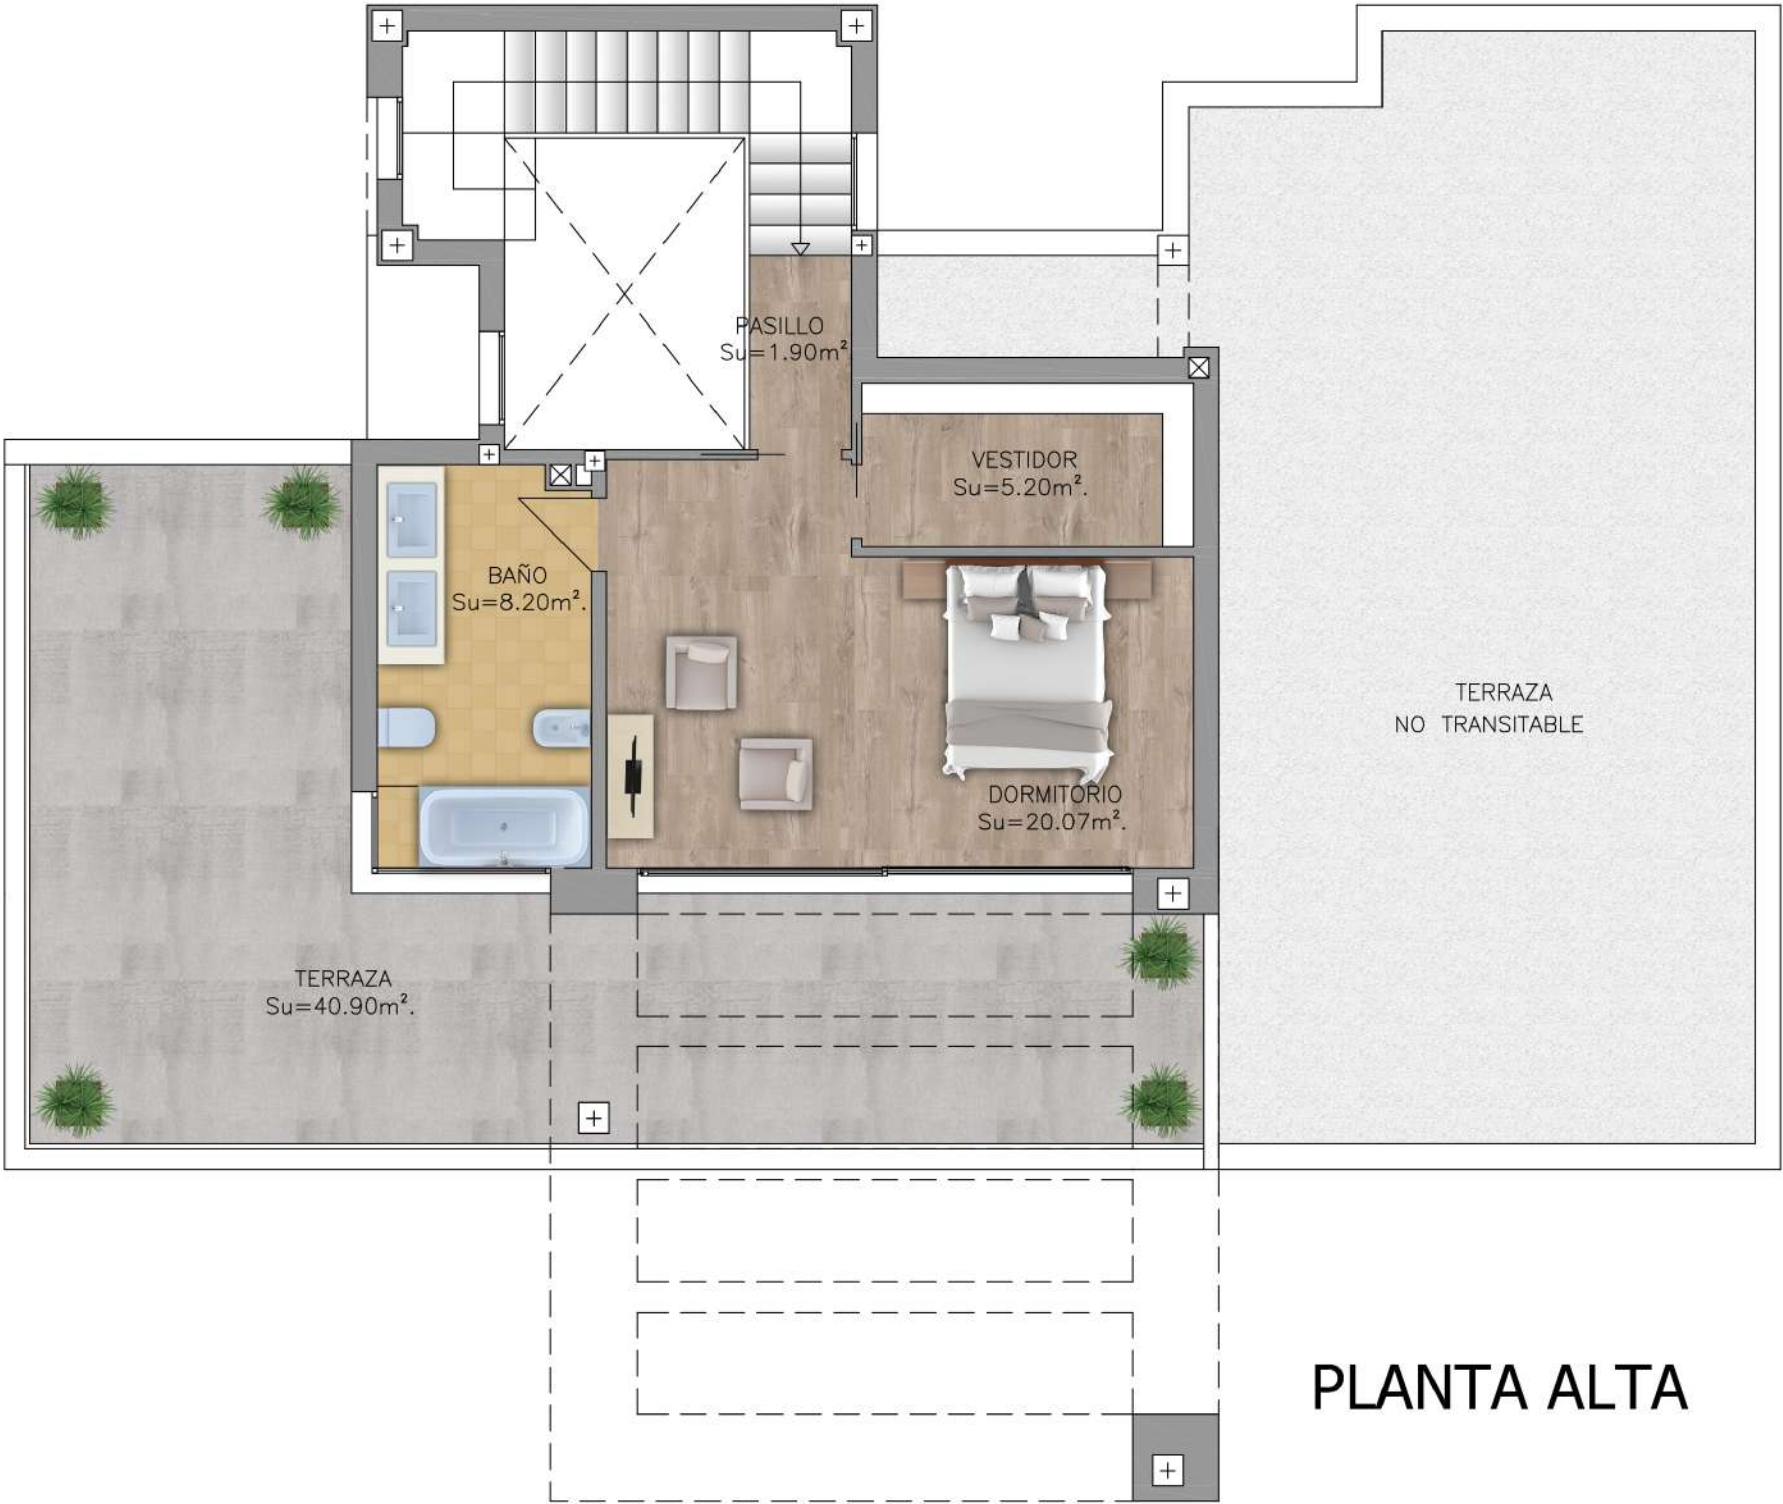 PASILLO
Su=1.90m².
VESTIDOR
Su=5.20m².
BAÑO
Su=8.20m².
TERRAZA
NO TRANSITABLE
DORMITORIO
Su=20.07m².
TERRAZA
Su=40.90m².
PLANTA ALTA